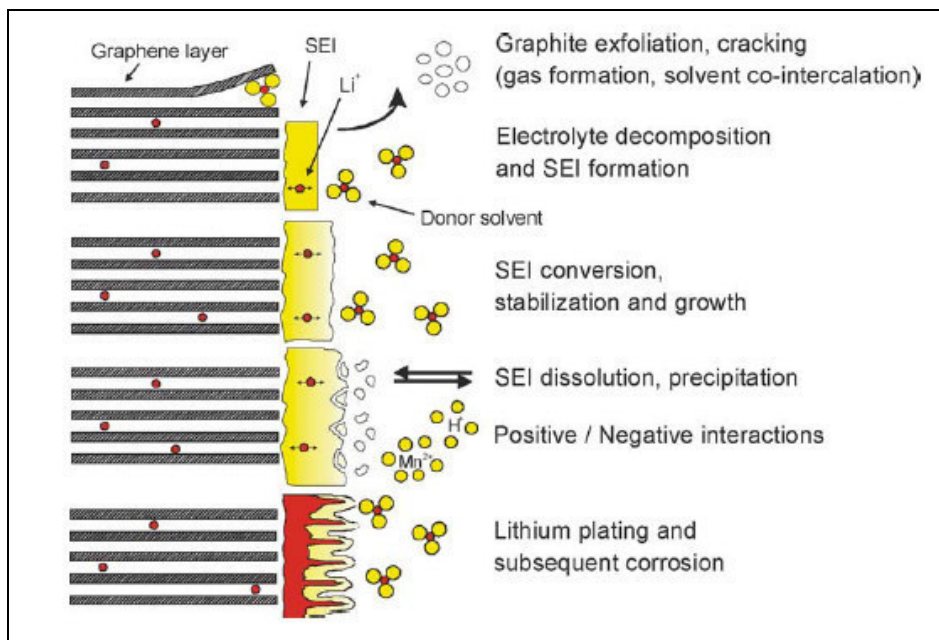 Graphene layer
SEI
Li⁺
Graphite exfoliation, cracking
(gas formation, solvent co-intercalation)
Electrolyte decomposition
and SEI formation
Donor solvent
SEI conversion,
stabilization and growth
SEI dissolution, precipitation
H⁺
Mn²⁺
Positive / Negative interactions
Lithium plating and
subsequent corrosion